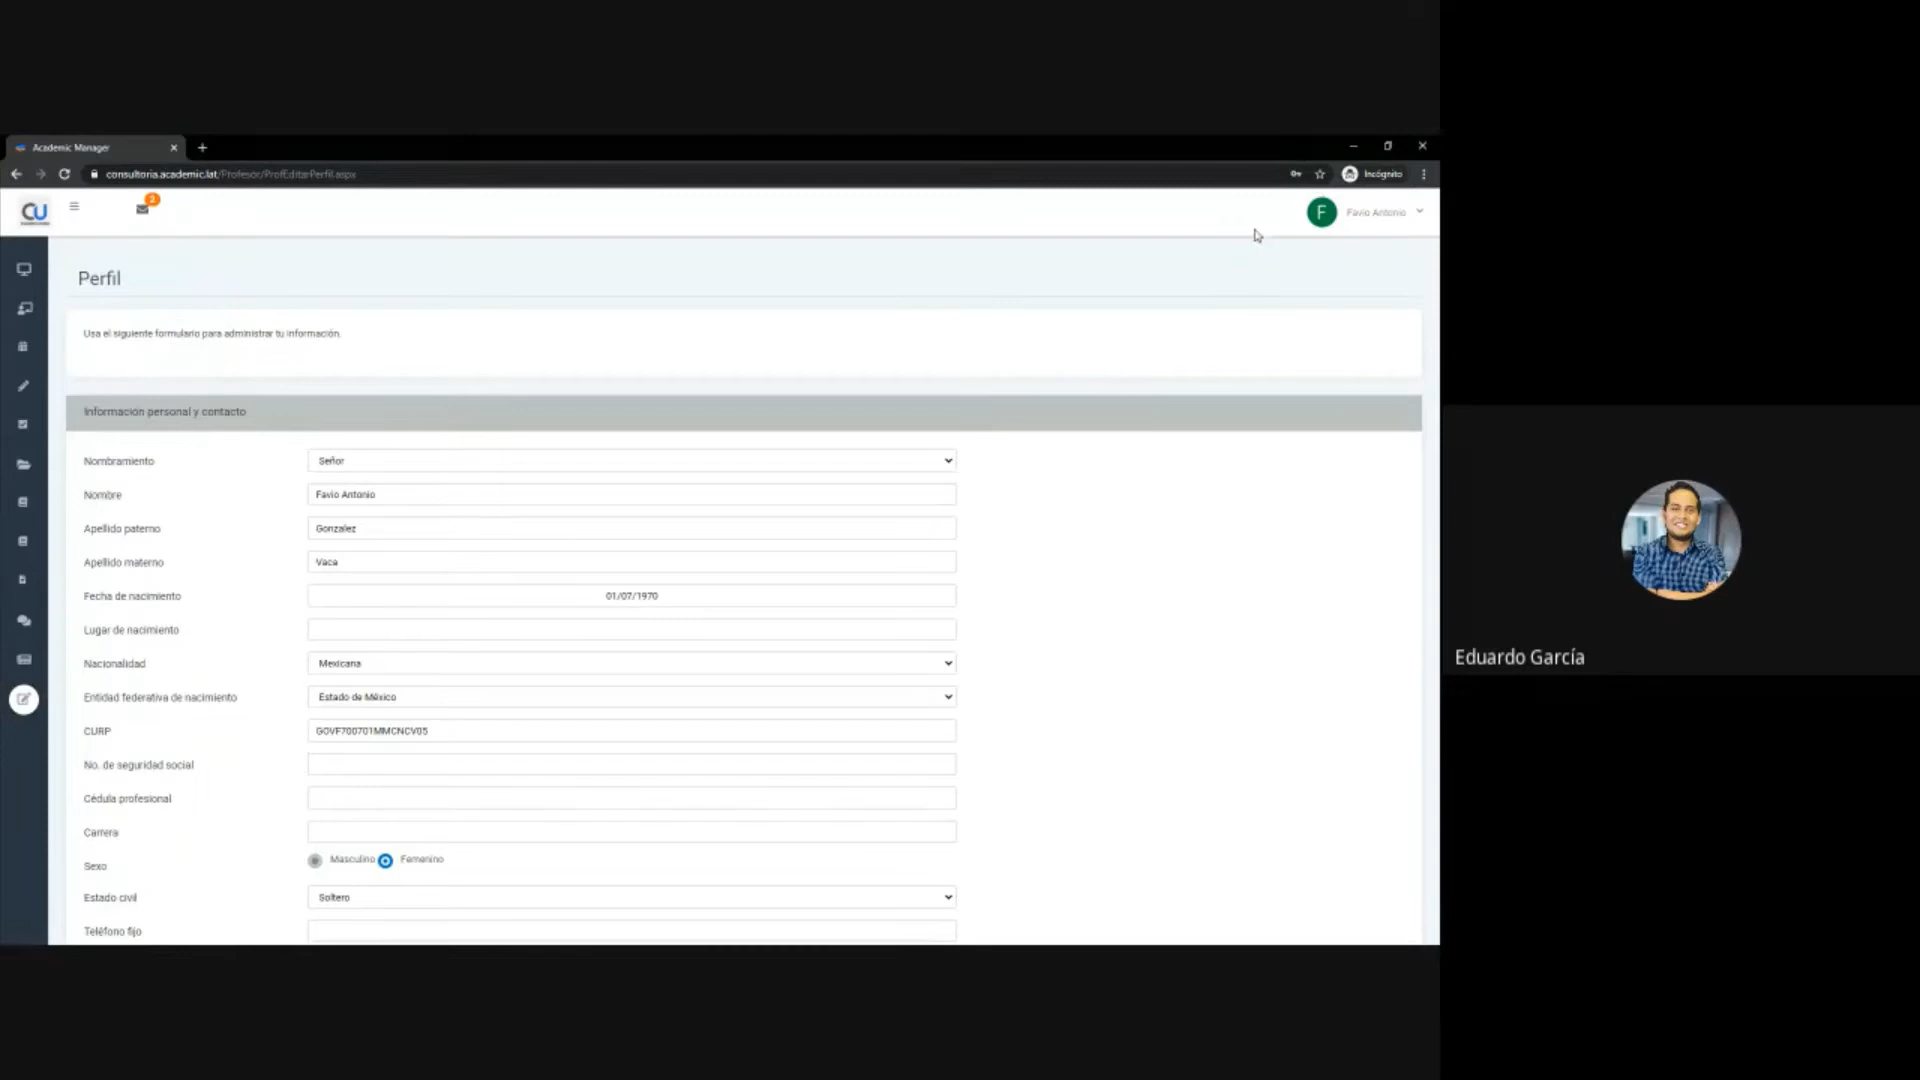 Academic Manager
consultoria.academic.lat/Profesor/ProfEditarPerfil.aspx
Incógnito
CU
2
F
Favio Antonio
Perfil
Usa el siguiente formulario para administrar tu información.
Información personal y contacto
Nombramiento
Señor
Nombre
Favio Antonio
Apellido paterno
Gonzalez
Apellido materno
Vaca
Fecha de nacimiento
01/07/1970
Lugar de nacimiento
Nacionalidad
Mexicana
Entidad federativa de nacimiento
Estado de México
CURP
GOVF700701MMCNCV05
No. de seguridad social
Cédula profesional
Carrera
Sexo
Masculino
Femenino
Estado civil
Soltero
Teléfono fijo
Eduardo García